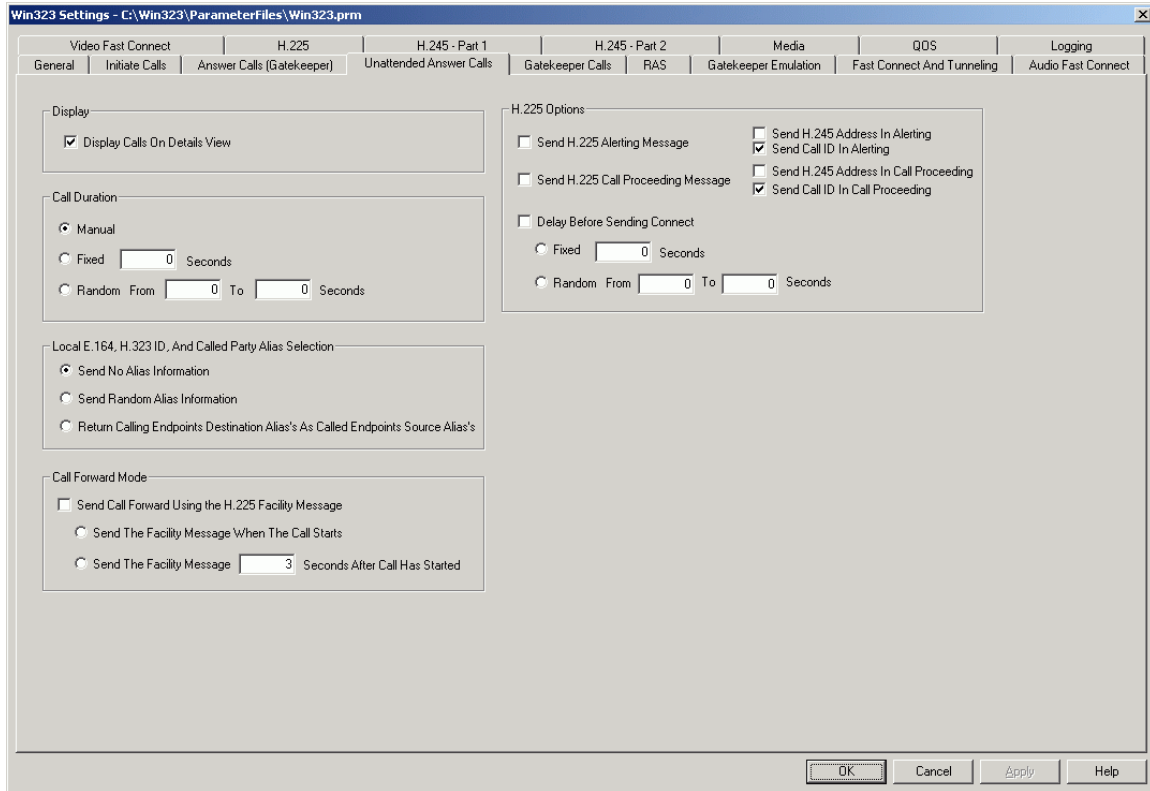 Win323 Settings - C:\Win323\ParameterFiles\Win323.prm
Video Fast Connect
H.225
H.245 - Part 1
H.245 - Part 2
Media
QOS
Logging
General
Initiate Calls
Answer Calls (Gatekeeper)
Unattended Answer Calls
Gatekeeper Calls
RAS
Gatekeeper Emulation
Fast Connect And Tunneling
Audio Fast Connect
Display
Display Calls On Details View
Call Duration
Manual
Fixed 0 Seconds
Random From 0 To 0 Seconds
Local E.164, H.323 ID, And Called Party Alias Selection
Send No Alias Information
Send Random Alias Information
Return Calling Endpoints Destination Alias's As Called Endpoints Source Alias's
Call Forward Mode
Send Call Forward Using the H.225 Facility Message
Send The Facility Message When The Call Starts
Send The Facility Message 3 Seconds After Call Has Started
H.225 Options
Send H.225 Alerting Message
Send H.245 Address In Alerting
Send Call ID In Alerting
Send H.225 Call Proceeding Message
Send H.245 Address In Call Proceeding
Send Call ID In Call Proceeding
Delay Before Sending Connect
Fixed 0 Seconds
Random From 0 To 0 Seconds
OK
Cancel
Apply
Help